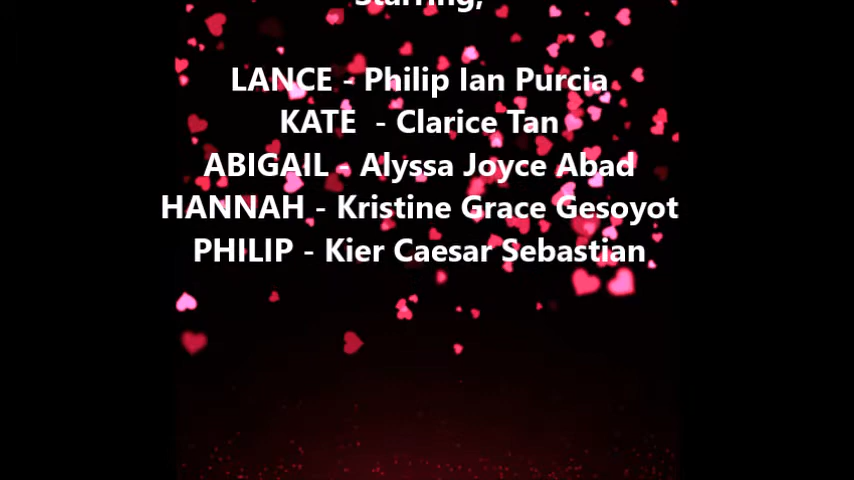 Starring,
LANCE - Philip Ian Purcia
KATE  - Clarice Tan
ABIGAIL - Alyssa Joyce Abad
HANNAH - Kristine Grace Gesoyot
PHILIP - Kier Caesar Sebastian